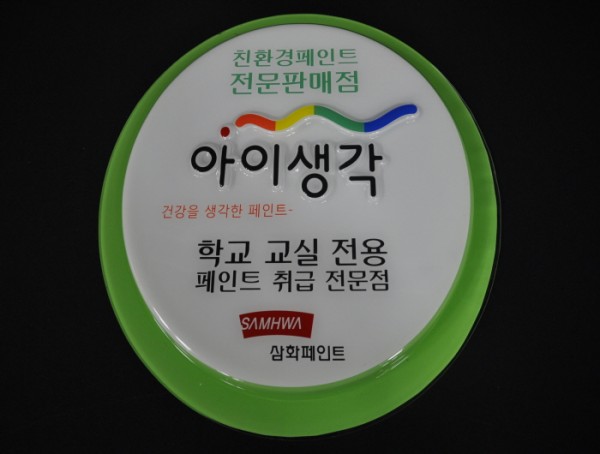 친환경페인트
전문판매점
아이생각
건강을 생각한 페인트-
학교 교실 전용
페인트 취급 전문점
SAMHWA
삼화페인트